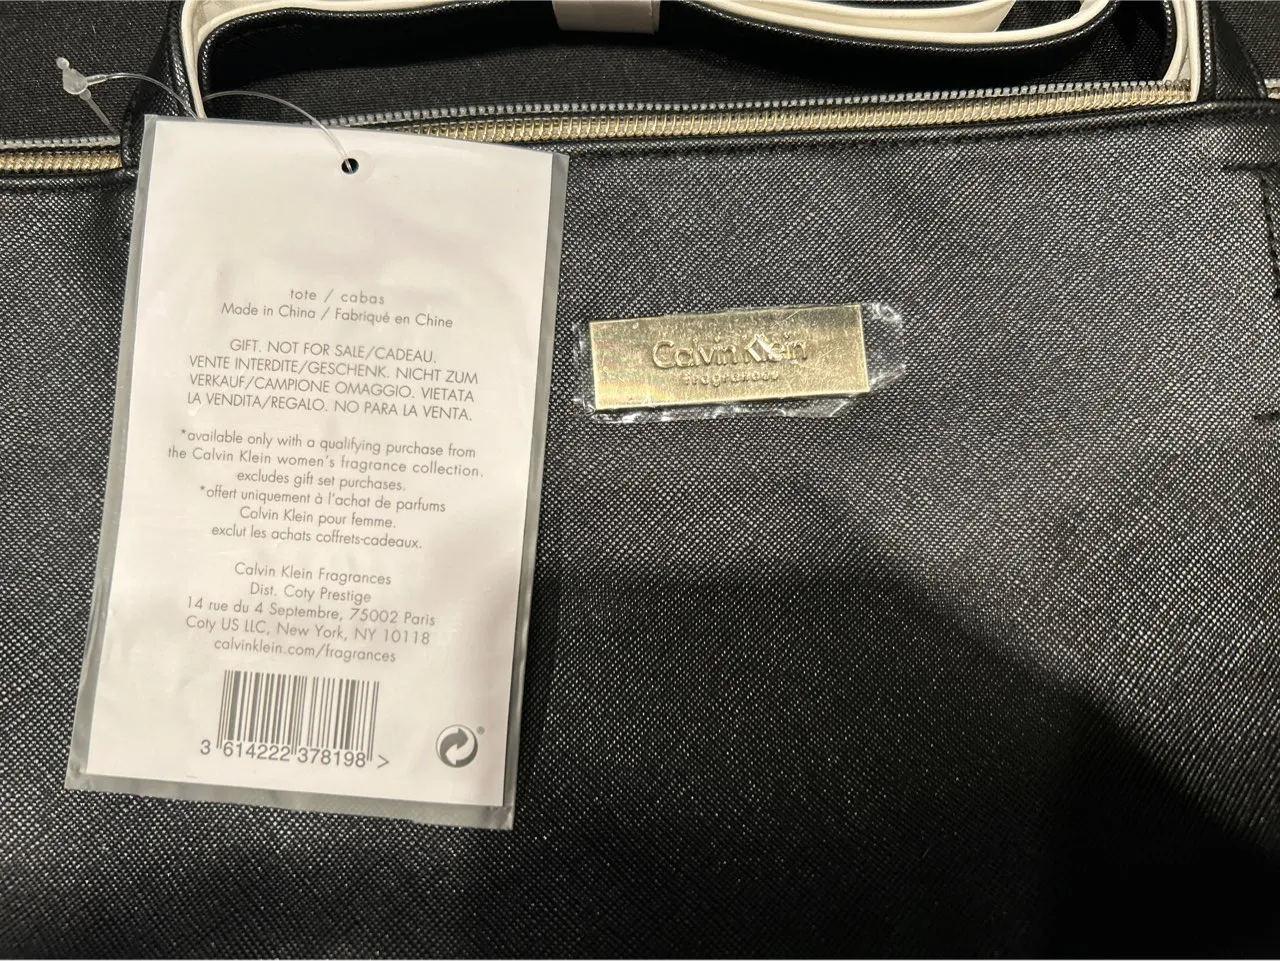 tote / cabas
Made in China / Fabriqué en Chine
GIFT. NOT FOR SALE/CADEAU.
VENTE INTERDITE/GESCHENK. NICHT ZUM
VERKAUF/CAMPIONE OMAGGIO. VIETATA
LA VENDITA/REGALO. NO PARA LA VENTA.
*available only with a qualifying purchase from
the Calvin Klein women's fragrance collection.
excludes gift set purchases.
*offert uniquement à l'achat de parfums
Calvin Klein pour femme.
exclut les achats coffrets-cadeaux.
Calvin Klein Fragrances
Dist. Coty Prestige
14 rue du 4 Septembre, 75002 Paris
Coty US LLC, New York, NY 10118
calvinklein.com/fragrances
3 614222 378198 >
Calvin Klein
fragrances